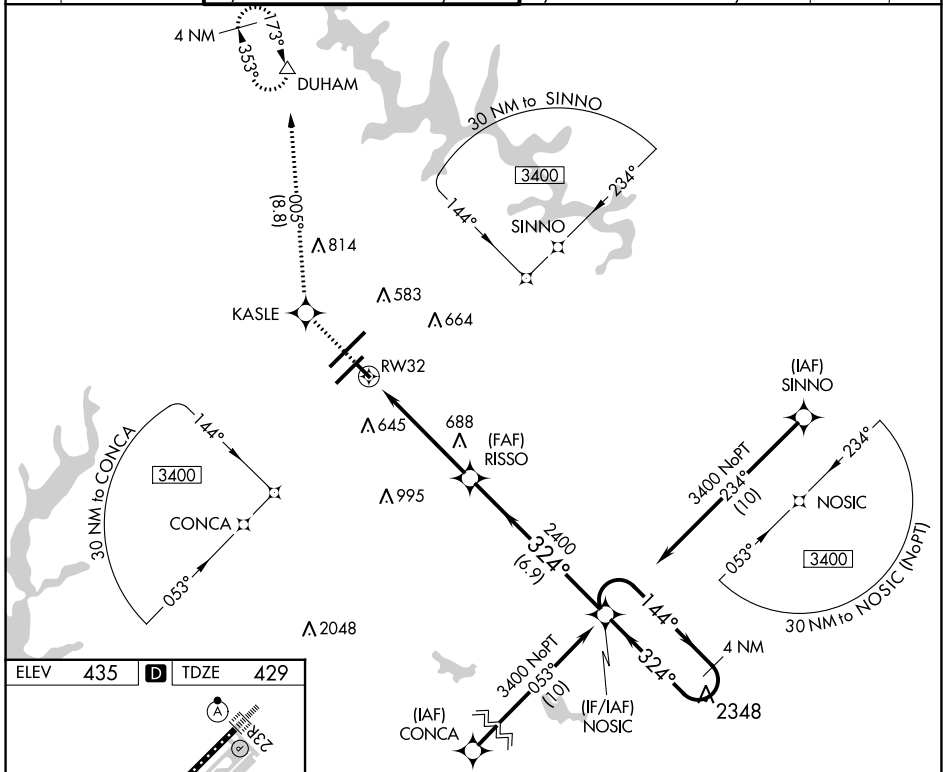 4 NM
173°
353°
DUHAM
30 NM to SINNO
3400
144°
234°
SINNO
005°
(8.8)
814
583
664
KASLE
RW32
645
688
(FAF)
RISSO
995
(IAF)
SINNO
3400 NoPT
234°
(10)
30 NM to CONCA
144°
3400
CONCA
053°
234°
NOSIC
053°
3400
30 NM to NOSIC (NoPT)
2400
324°
(6.9)
144°
324°
4 NM
2348
2048
3400 NoPT
053°
(10)
(IAF)
CONCA
(IF/IAF)
NOSIC
ELEV 435 D TDZE 429
A
23R
P